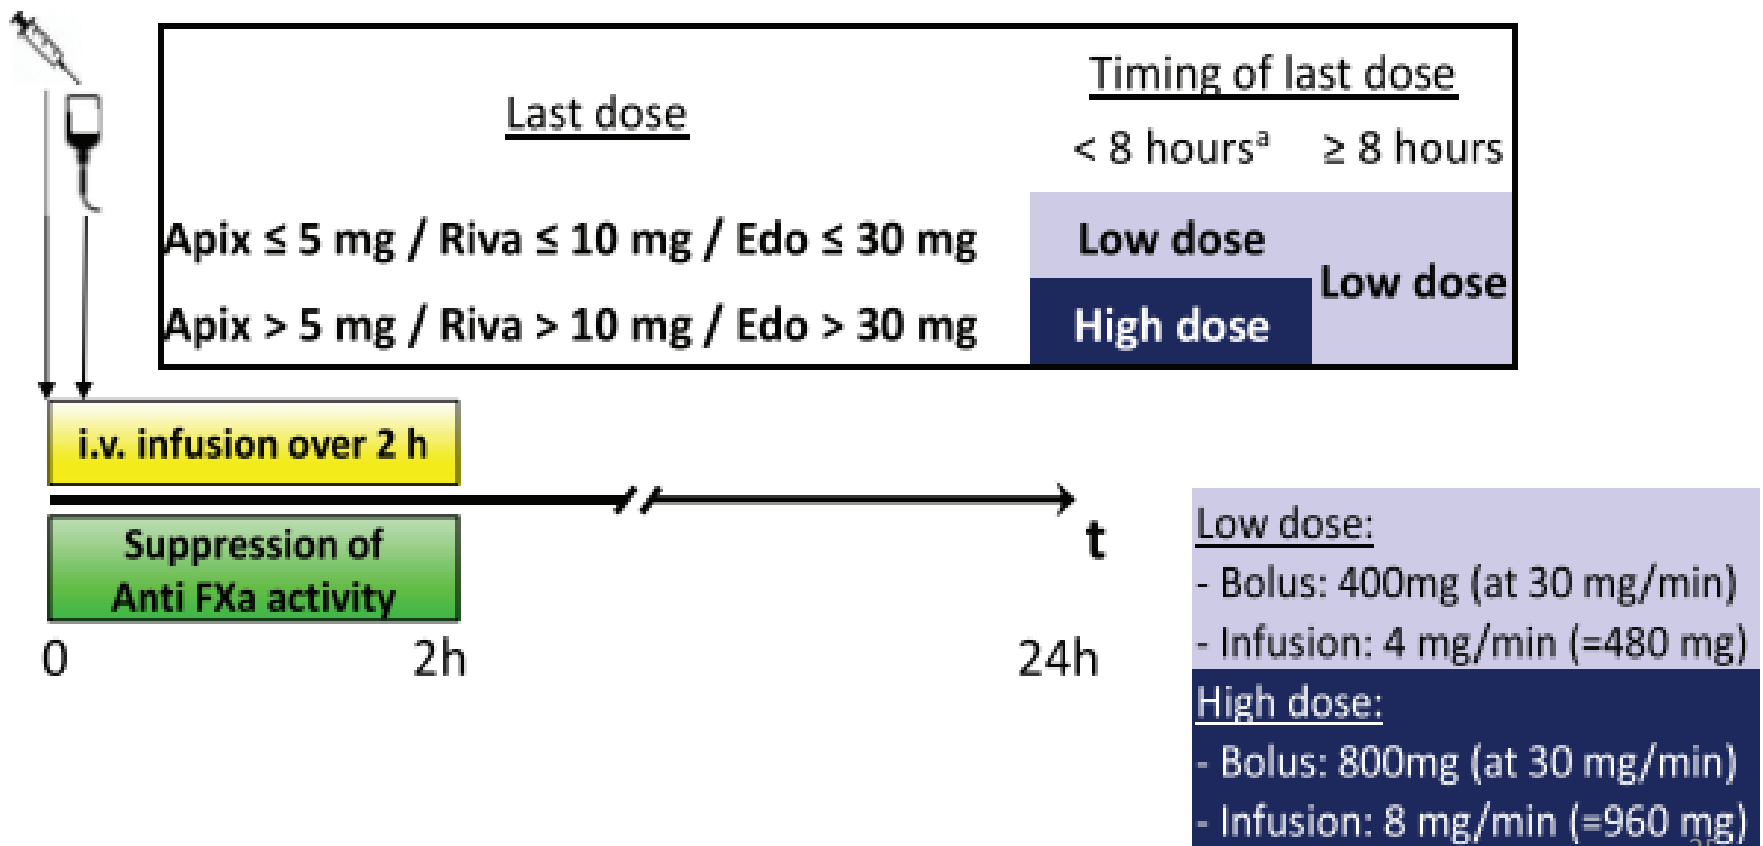 Last dose
Timing of last dose
< 8 hoursᵃ
≥ 8 hours
Apix ≤ 5 mg / Riva ≤ 10 mg / Edo ≤ 30 mg
Low dose
Low dose
Apix > 5 mg / Riva > 10 mg / Edo > 30 mg
High dose
i.v. infusion over 2 h
t
Suppression of
Anti FXa activity
0
2h
24h
Low dose:
- Bolus: 400mg (at 30 mg/min)
- Infusion: 4 mg/min (=480 mg)
High dose:
- Bolus: 800mg (at 30 mg/min)
- Infusion: 8 mg/min (=960 mg)